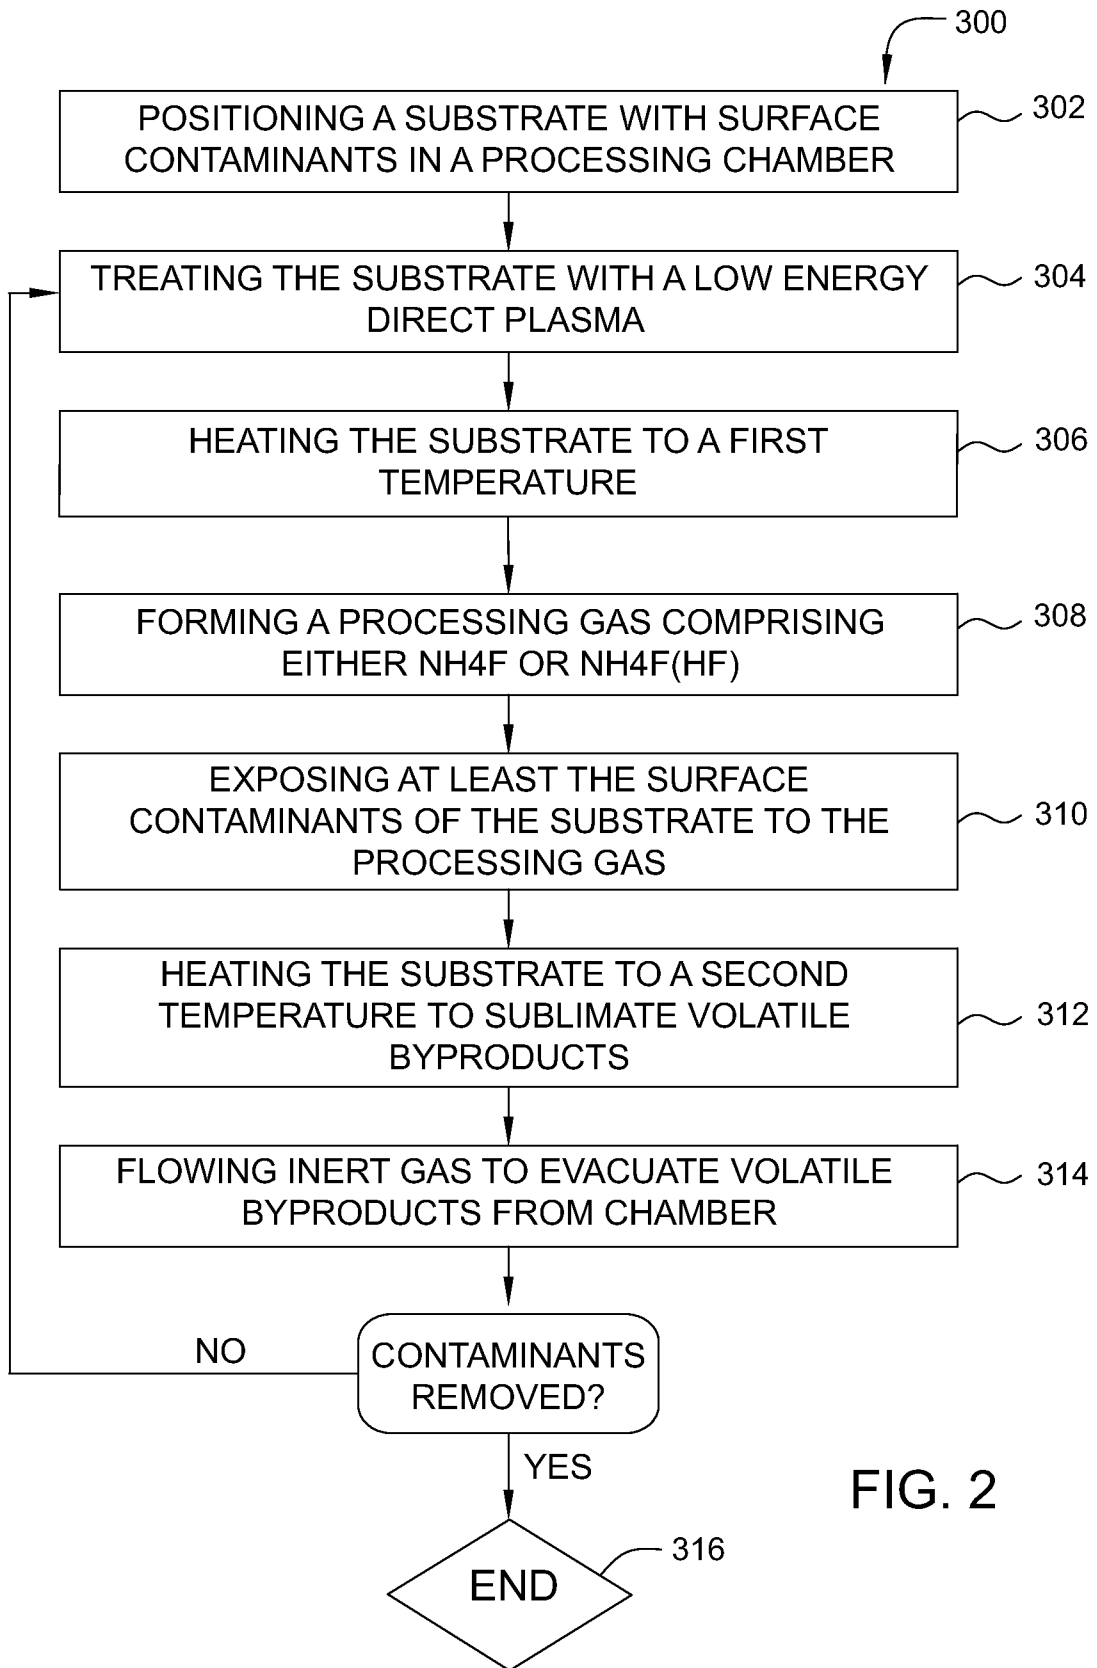 300
POSITIONING A SUBSTRATE WITH SURFACE
CONTAMINANTS IN A PROCESSING CHAMBER
302
TREATING THE SUBSTRATE WITH A LOW ENERGY
DIRECT PLASMA
304
HEATING THE SUBSTRATE TO A FIRST
TEMPERATURE
306
FORMING A PROCESSING GAS COMPRISING
EITHER NH4F OR NH4F(HF)
308
EXPOSING AT LEAST THE SURFACE
CONTAMINANTS OF THE SUBSTRATE TO THE
PROCESSING GAS
310
HEATING THE SUBSTRATE TO A SECOND
TEMPERATURE TO SUBLIMATE VOLATILE
BYPRODUCTS
312
FLOWING INERT GAS TO EVACUATE VOLATILE
BYPRODUCTS FROM CHAMBER
314
NO
CONTAMINANTS
REMOVED?
YES
FIG. 2
END
316